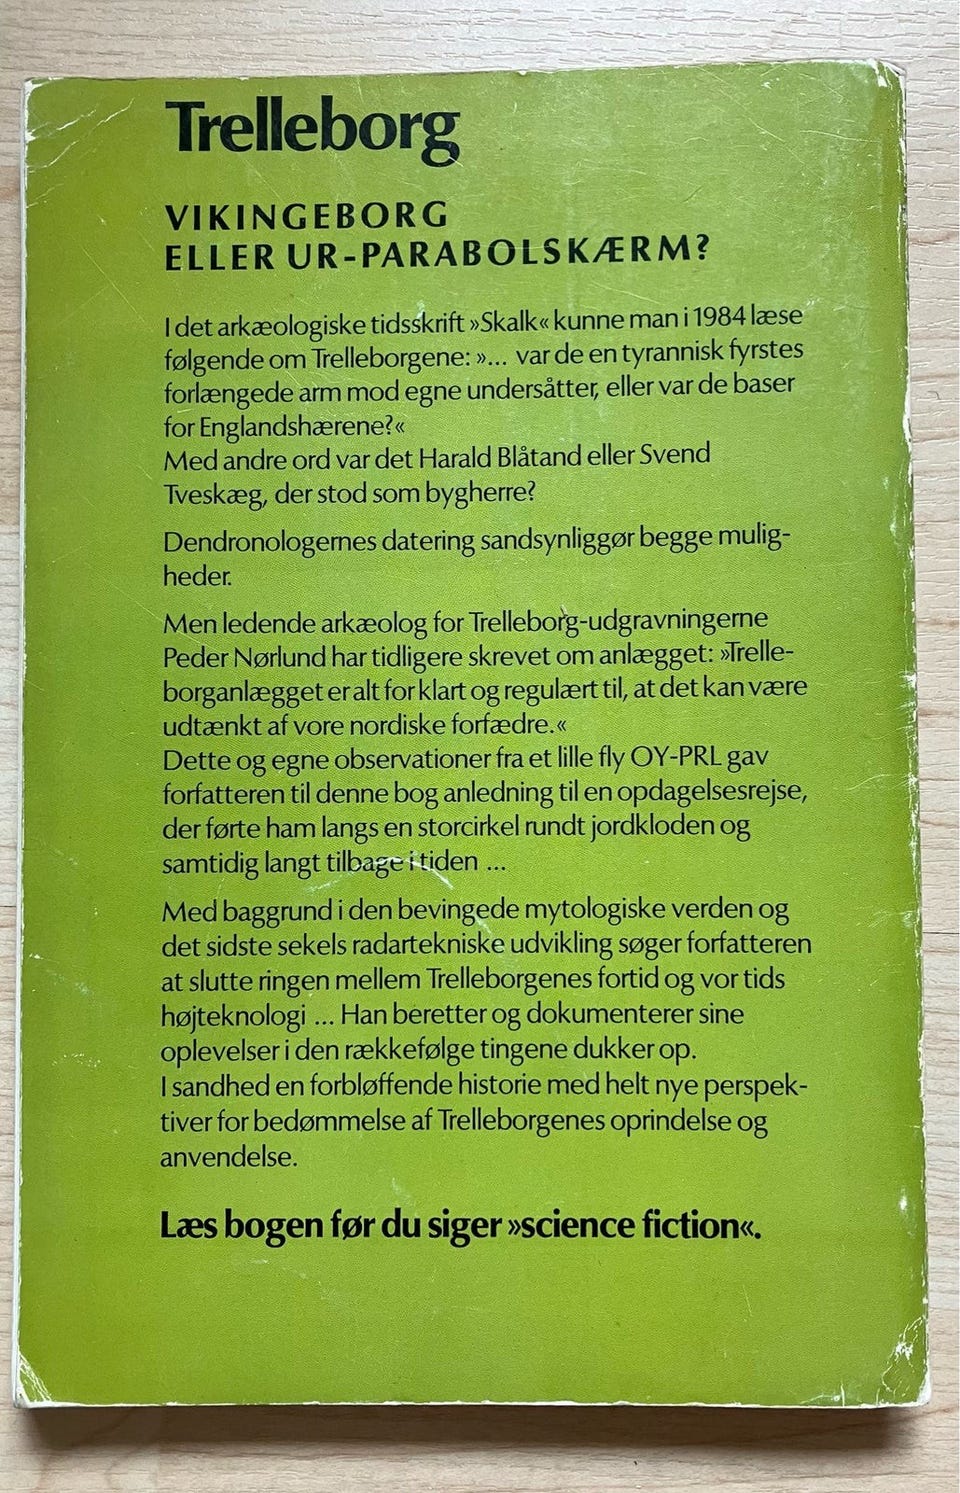 Trelleborg
VIKINGEBORG
ELLER UR-PARABOLSKÆRM?
I det arkæologiske tidsskrift »Skalk« kunne man i 1984 læse
følgende om Trelleborgene: »... var de en tyrannisk fyrstes
forlængede arm mod egne undersåtter, eller var de baser
for Englandshærene?«
Med andre ord var det Harald Blåtand eller Svend
Tveskæg, der stod som bygherre?
Dendronologernes datering sandsynliggør begge mulig-
heder.
Men ledende arkæolog for Trelleborg-udgravningerne
Peder Nørlund har tidligere skrevet om anlægget: »Trelle-
borganlægget er alt for klart og regulært til, at det kan være
udtænkt af vore nordiske forfædre.«
Dette og egne observationer fra et lille fly OY-PRL gav
forfatteren til denne bog anledning til en opdagelsesrejse,
der førte ham langs en storcirkel rundt jordkloden og
samtidig langt tilbage i tiden ...
Med baggrund i den bevingede mytologiske verden og
det sidste sekels radartekniske udvikling søger forfatteren
at slutte ringen mellem Trelleborgenes fortid og vor tids
højteknologi ... Han beretter og dokumenterer sine
oplevelser i den rækkefølge tingene dukker op.
I sandhed en forbløffende historie med helt nye perspek-
tiver for bedømmelse af Trelleborgenes oprindelse og
anvendelse.
Læs bogen før du siger »science fiction«.